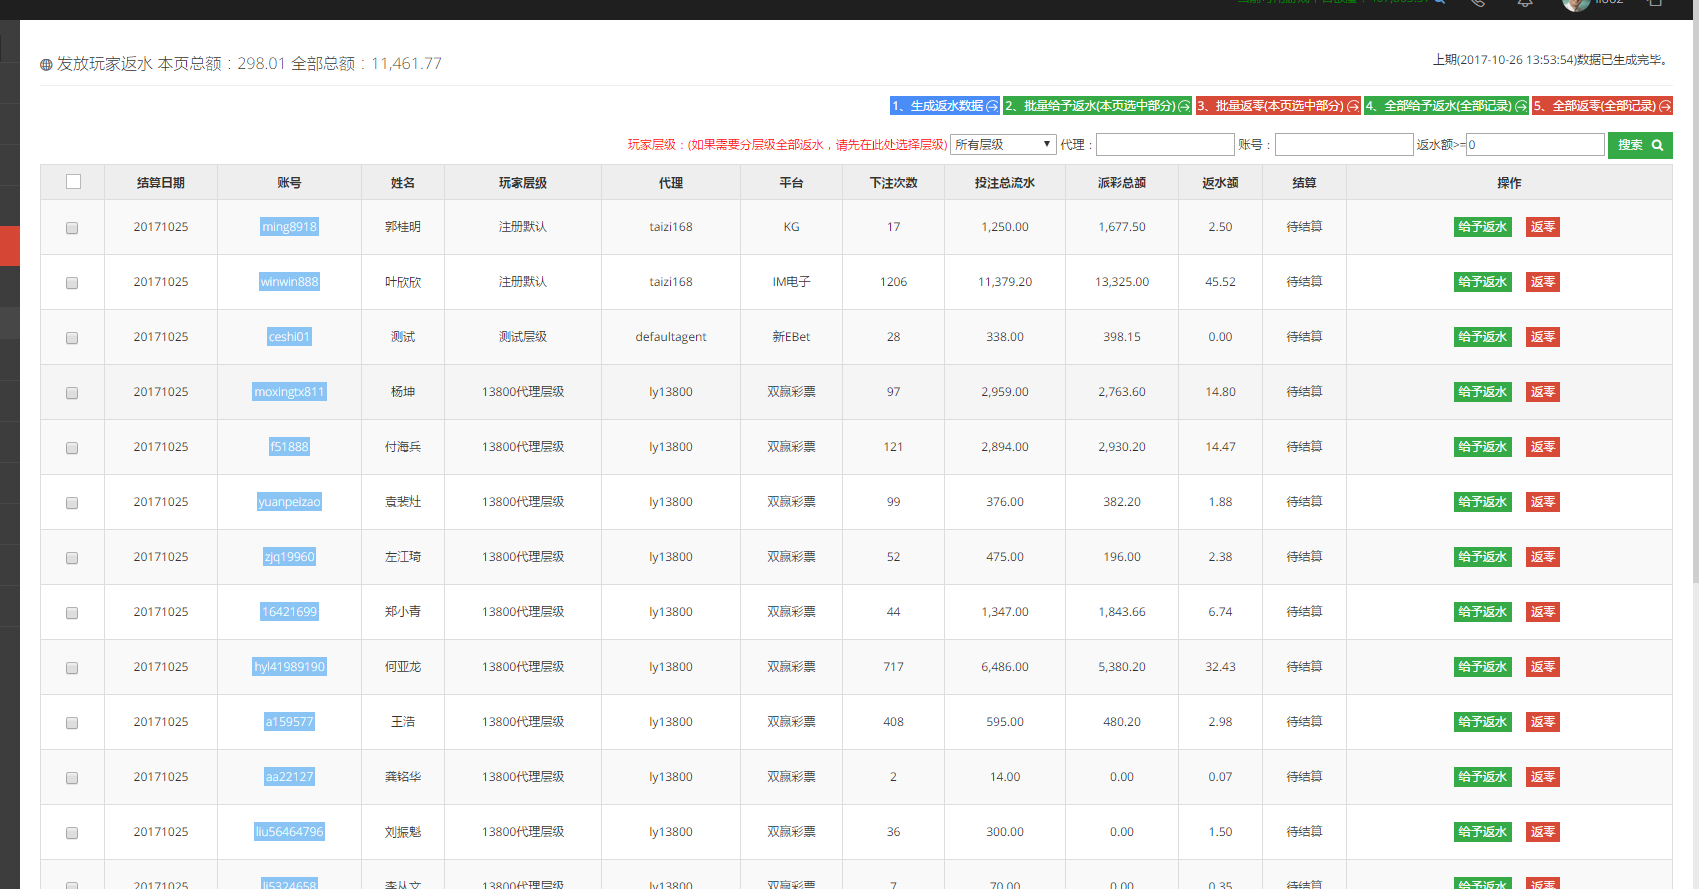 发放玩家返水 本页总额：298.01 全部总额：11,461.77
上期(2017-10-26 13:53:54)数据已生成完毕。
1、生成返水数据 2、批量给予返水(本页选中部分) 3、批量返零(本页选中部分) 4、全部给予返水(全部记录) 5、全部返零(全部记录)
玩家层级：(如果需要分层级全部返水，请先在此处选择层级) 所有层级 代理： 账号： 返水额>= 0 搜索
结算日期 账号 姓名 玩家层级 代理 平台 下注次数 投注总流水 派彩总额 返水额 结算 操作
20171025 ming8918 郭桂明 注册默认 taizi168 KG 17 1,250.00 1,677.50 2.50 待结算 给予返水 返零
20171025 winwin888 叶欣欣 注册默认 taizi168 IM电子 1206 11,379.20 13,325.00 45.52 待结算 给予返水 返零
20171025 ceshi01 测试 测试层级 defaultagent 新EBet 28 338.00 398.15 0.00 待结算 给予返水 返零
20171025 moxingtx811 杨坤 13800代理层级 ly13800 双赢彩票 97 2,959.00 2,763.60 14.80 待结算 给予返水 返零
20171025 f51888 付海兵 13800代理层级 ly13800 双赢彩票 121 2,894.00 2,930.20 14.47 待结算 给予返水 返零
20171025 yuanpeizao 袁裴灶 13800代理层级 ly13800 双赢彩票 99 376.00 382.20 1.88 待结算 给予返水 返零
20171025 zjq19960 左江琦 13800代理层级 ly13800 双赢彩票 52 475.00 196.00 2.38 待结算 给予返水 返零
20171025 16421699 郑小青 13800代理层级 ly13800 双赢彩票 44 1,347.00 1,843.66 6.74 待结算 给予返水 返零
20171025 hyl41989190 何亚龙 13800代理层级 ly13800 双赢彩票 717 6,486.00 5,380.20 32.43 待结算 给予返水 返零
20171025 a159577 王浩 13800代理层级 ly13800 双赢彩票 408 595.00 480.20 2.98 待结算 给予返水 返零
20171025 aa22127 龚铭华 13800代理层级 ly13800 双赢彩票 2 14.00 0.00 0.07 待结算 给予返水 返零
20171025 liu56464796 刘振魁 13800代理层级 ly13800 双赢彩票 36 300.00 0.00 1.50 待结算 给予返水 返零
20171025 li5324658 李从文 13800代理层级 ly13800 双赢彩票 7 70.00 0.00 0.35 待结算 给予返水 返零